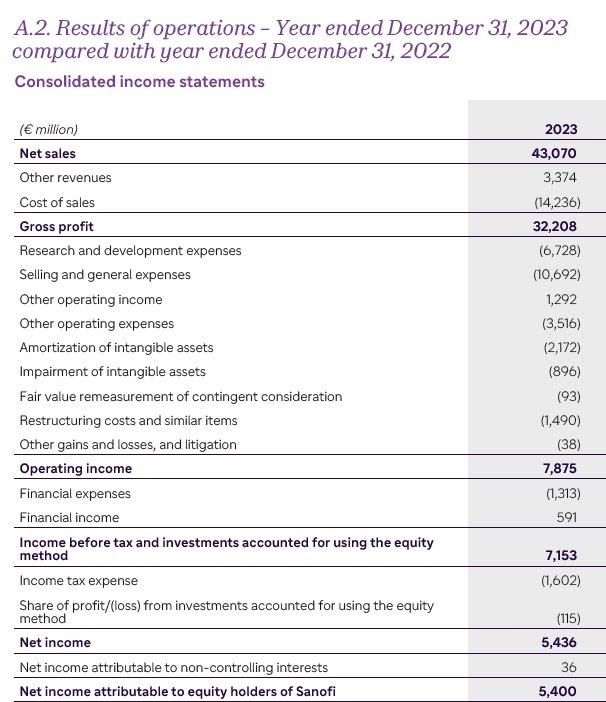 A.2. Results of operations – Year ended December 31, 2023
compared with year ended December 31, 2022
Consolidated income statements
(€ million) 2023
Net sales 43,070
Other revenues 3,374
Cost of sales (14,236)
Gross profit 32,208
Research and development expenses (6,728)
Selling and general expenses (10,692)
Other operating income 1,292
Other operating expenses (3,516)
Amortization of intangible assets (2,172)
Impairment of intangible assets (896)
Fair value remeasurement of contingent consideration (93)
Restructuring costs and similar items (1,490)
Other gains and losses, and litigation (38)
Operating income 7,875
Financial expenses (1,313)
Financial income 591
Income before tax and investments accounted for using the equity
method 7,153
Income tax expense (1,602)
Share of profit/(loss) from investments accounted for using the equity
method (115)
Net income 5,436
Net income attributable to non-controlling interests 36
Net income attributable to equity holders of Sanofi 5,400